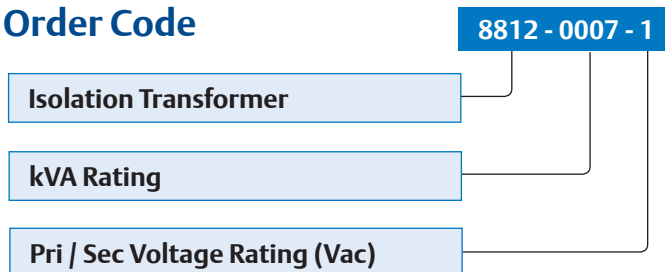 Order Code
8812 - 0007 - 1
Isolation Transformer
kVA Rating
Pri / Sec Voltage Rating (Vac)